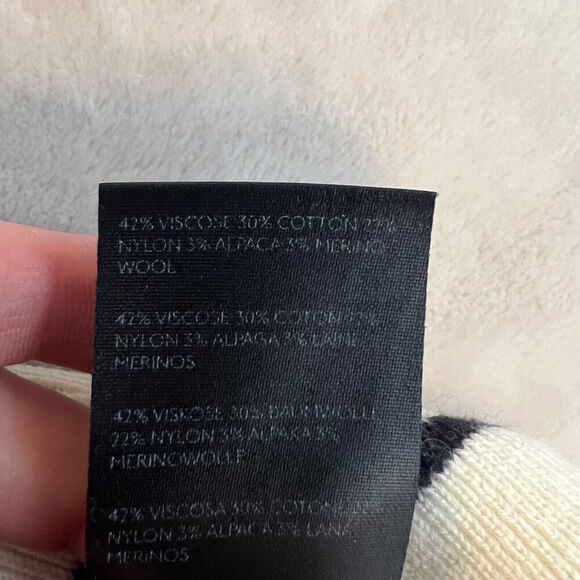 42% VISCOSE 30% COTTON 22%
NYLON 3% ALPACA 3% MERINO
WOOL
42% VISCOSE 30% COTON 22%
NYLON 3% ALPAGA 3% LAINE
MERINOS
42% VISKOSE 30% BAUMWOLLE
22% NYLON 3% ALPAKA 3%
MERINOWOLLE
42% VISCOSA 30% COTONE 22%
NYLON 3% ALPACA 3% LANA
MERINOS